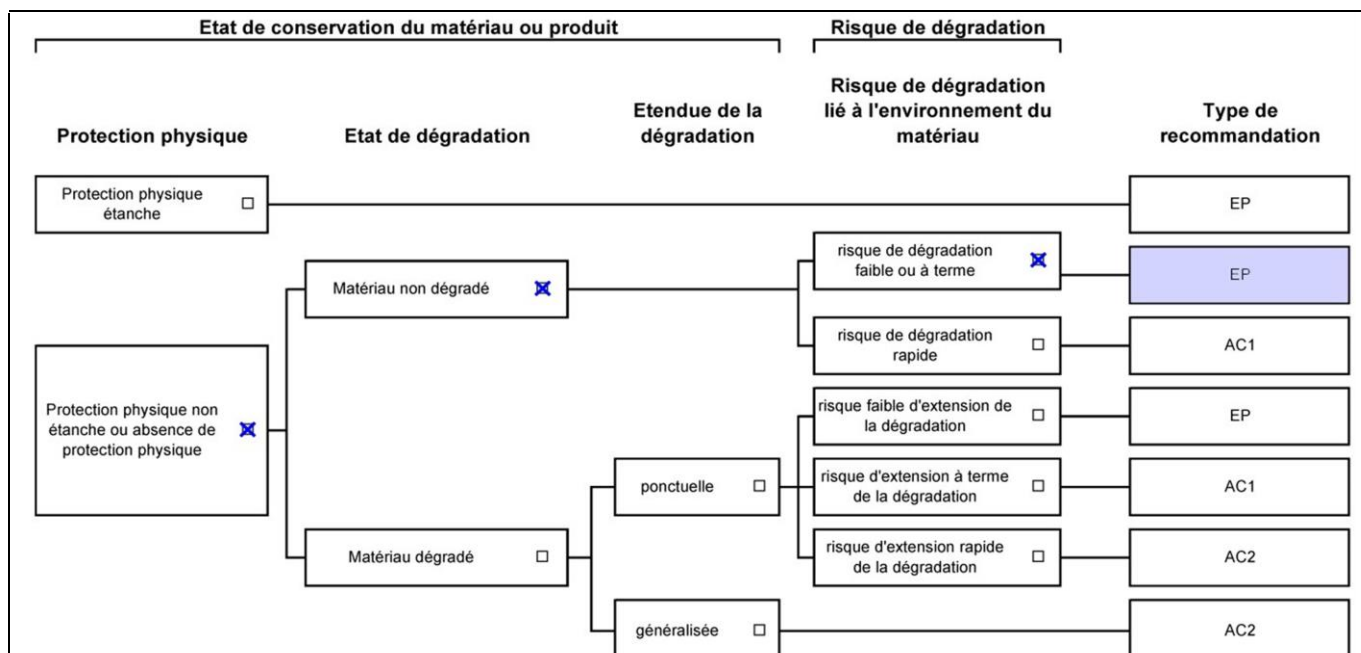 Etat de conservation du matériau ou produit
Risque de dégradation
Protection physique
Etat de dégradation
Etendue de la
dégradation
Risque de dégradation
lié à l'environnement du
matériau
Type de
recommandation
Protection physique
étanche
EP
risque de dégradation
faible ou à terme
EP
Matériau non dégradé
risque de dégradation
rapide
AC1
Protection physique non
étanche ou absence de
protection physique
risque faible d'extension de
la dégradation
EP
ponctuelle
risque d'extension à terme
de la dégradation
AC1
Matériau dégradé
risque d'extension rapide
de la dégradation
AC2
généralisée
AC2